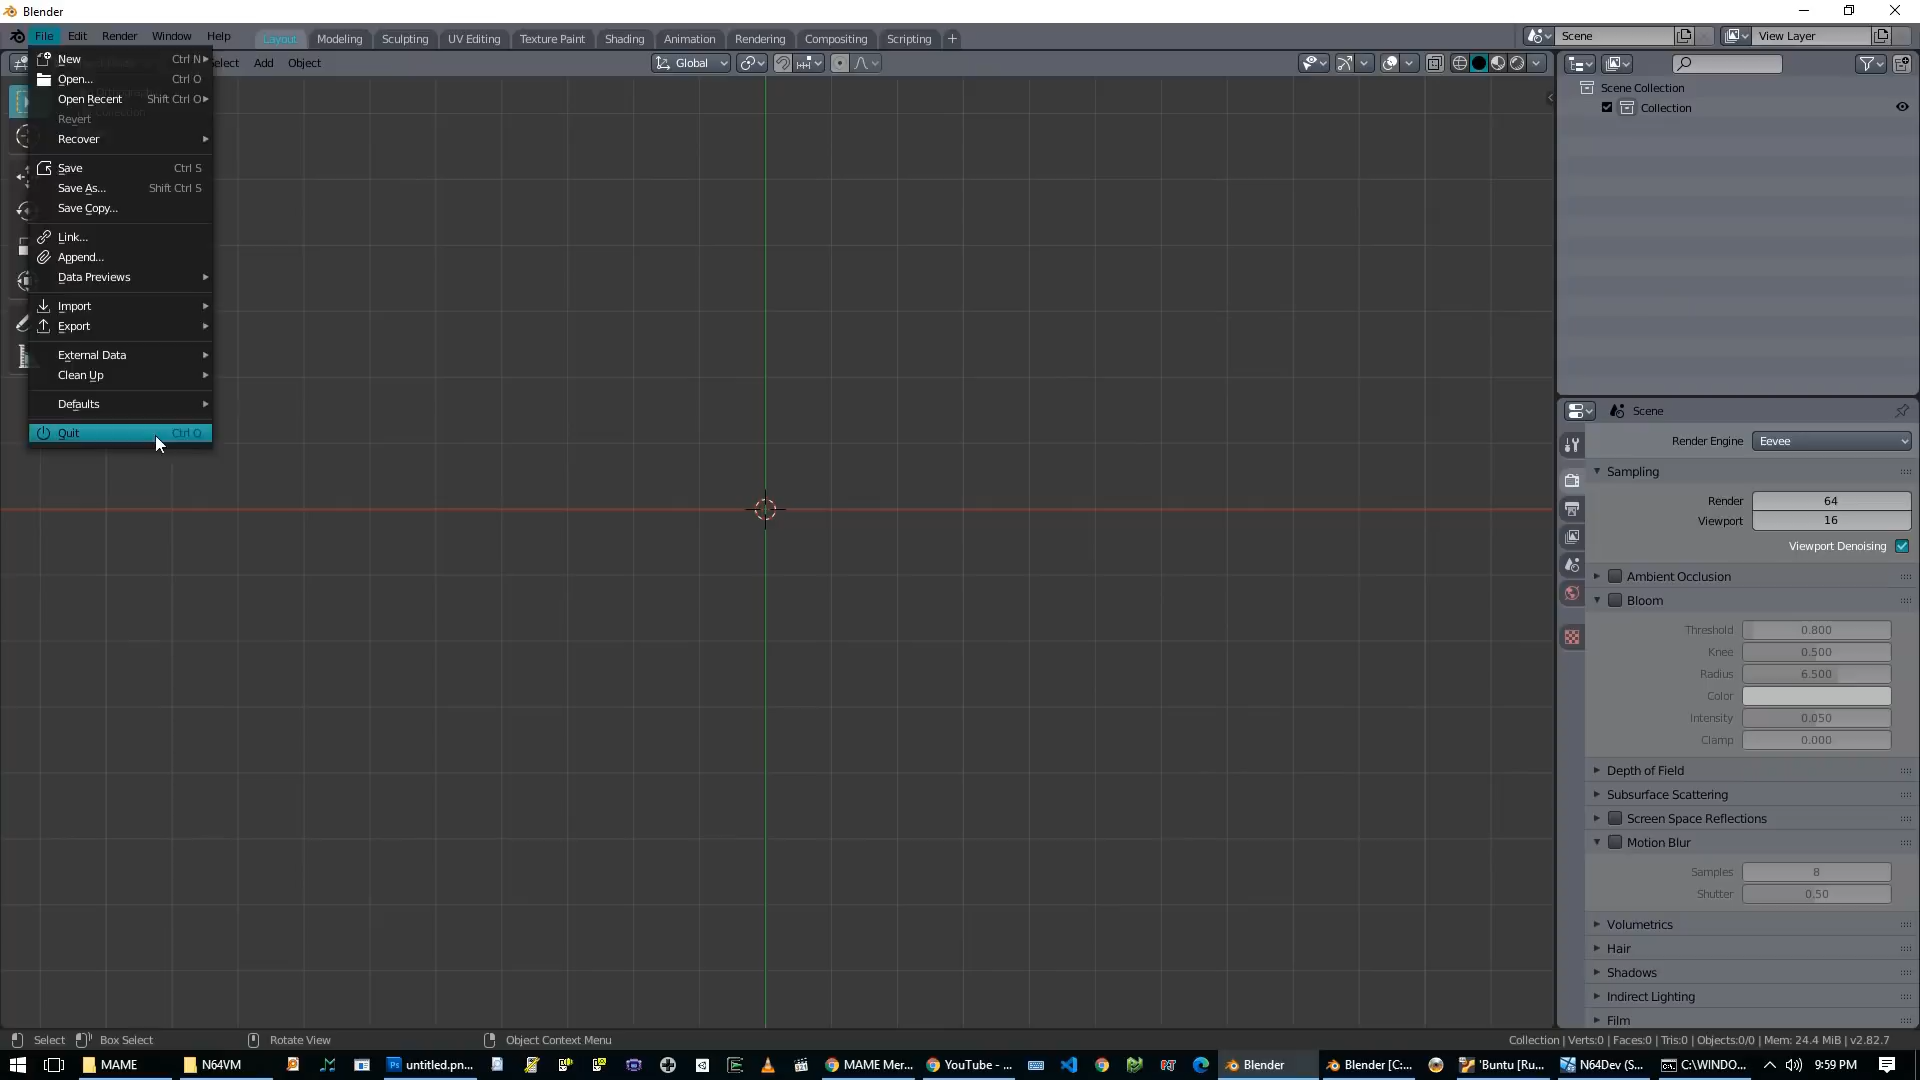 Blender
File Edit Render Window Help Layout Modeling Sculpting UV Editing Texture Paint Shading Animation Rendering Compositing Scripting + Scene View Layer
Select Add Object Global
New Ctrl N
Open... Ctrl O
Open Recent Shift Ctrl O
Revert
Recover
Save Ctrl S
Save As... Shift Ctrl S
Save Copy...
Link...
Append...
Data Previews
Import
Export
External Data
Clean Up
Defaults
Quit Ctrl Q
Scene Collection
Collection
Scene
Render Engine Eevee
Sampling
Render 64
Viewport 16
Viewport Denoising
Ambient Occlusion
Bloom
Threshold 0.800
Knee 0.500
Radius 6.500
Color
Intensity 0.050
Clamp 0.000
Depth of Field
Subsurface Scattering
Screen Space Reflections
Motion Blur
Samples 8
Shutter 0.50
Volumetrics
Hair
Shadows
Indirect Lighting
Film
Select Box Select Rotate View Object Context Menu Collection | Verts:0 | Faces:0 | Tris:0 | Objects:0/0 | Mem: 24.4 MiB | v2.82.7
MAME N64VM untitled.pn... MAME Mer... YouTube - ... Blender Blender [C:... 'Buntu [Ru... N64Dev (S... C:\WINDO... 9:59 PM